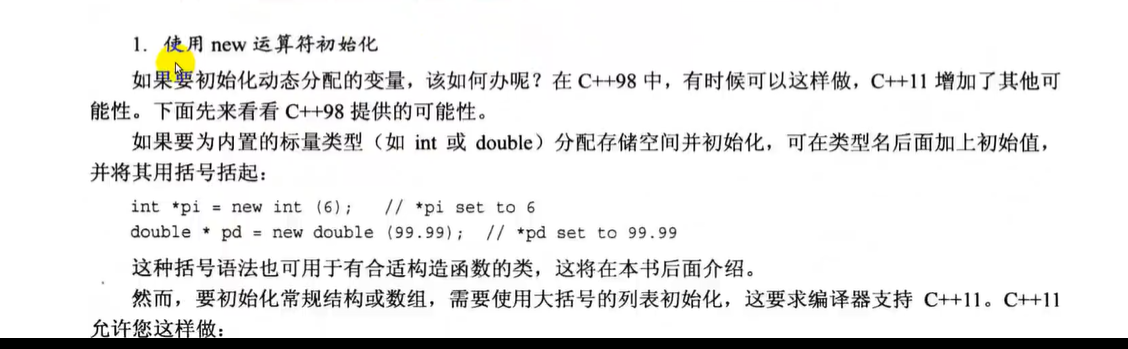 1. 使用 new 运算符初始化
如果要初始化动态分配的变量，该如何办呢？在 C++98 中，有时候可以这样做，C++11 增加了其他可
能性。下面先来看看 C++98 提供的可能性。
如果要为内置的标量类型（如 int 或 double）分配存储空间并初始化，可在类型名后面加上初始值，
并将其用括号括起：
int *pi = new int (6);   // *pi set to 6
double * pd = new double (99.99);  // *pd set to 99.99
这种括号语法也可用于有合适构造函数的类，这将在本书后面介绍。
然而，要初始化常规结构或数组，需要使用大括号的列表初始化，这要求编译器支持 C++11。C++11
允许您这样做：